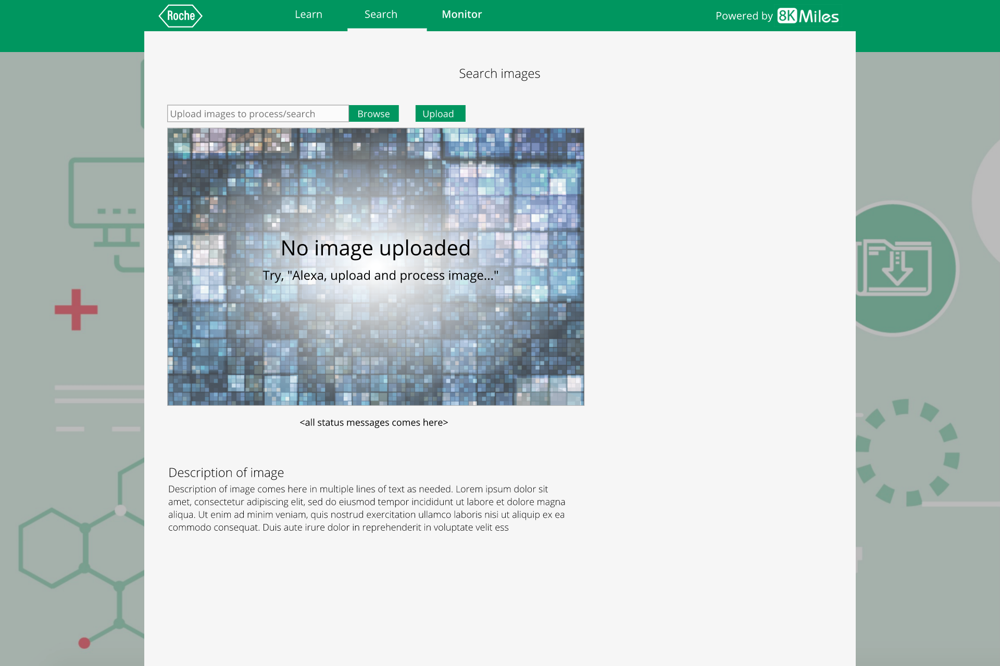 Roche
Learn
Search
Monitor
Powered by 8K Miles
Search images
Upload images to process/search
Browse
Upload
No image uploaded
Try, "Alexa, upload and process image..."
<all status messages comes here>
Description of image
Description of image comes here in multiple lines of text as needed. Lorem ipsum dolor sit
amet, consectetur adipiscing elit, sed do eiusmod tempor incididunt ut labore et dolore magna
aliqua. Ut enim ad minim veniam, quis nostrud exercitation ullamco laboris nisi ut aliquip ex ea
commodo consequat. Duis aute irure dolor in reprehenderit in voluptate velit ess